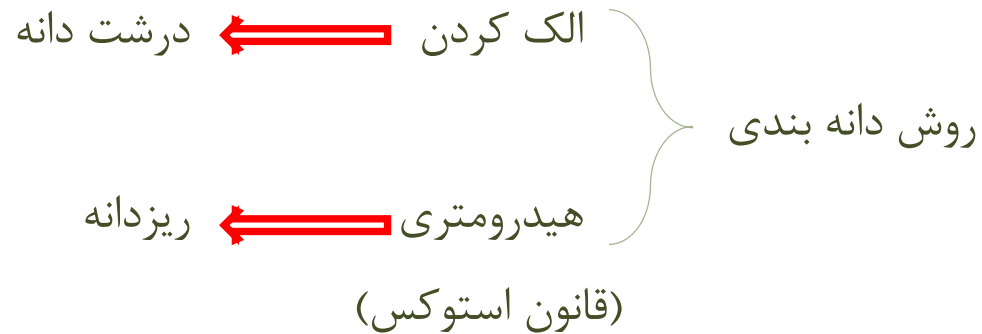 روش دانه بندی
الک کردن
درشت دانه
هیدرومتری
ریزدانه
(قانون استوکس)